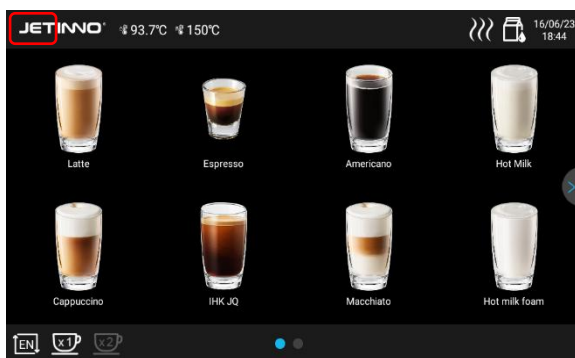 JETINNO
93.7℃ 150℃
16/06/23
18:44
Latte
Espresso
Americano
Hot Milk
Cappuccino
IHK JQ
Macchiato
Hot milk foam
EN x1 x2